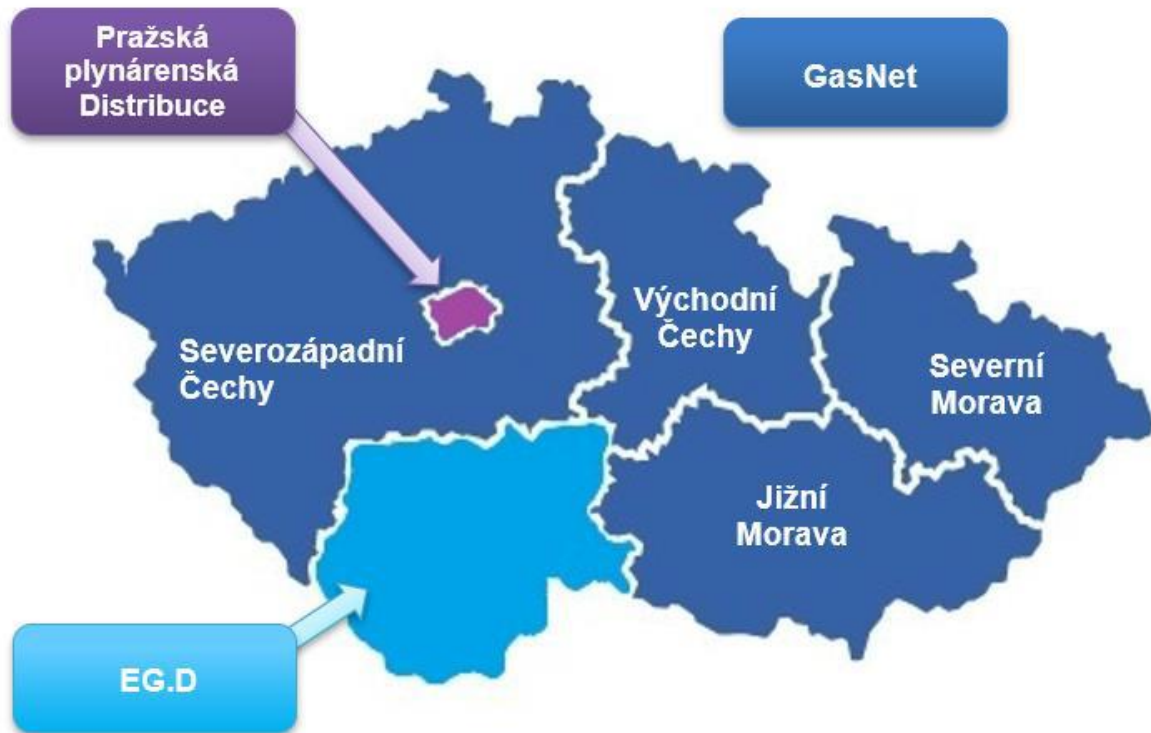 Pražská
plynárenská
Distribuce
GasNet
Východní
Čechy
Severozápadní
Čechy
Severní
Morava
Jižní
Morava
EG.D